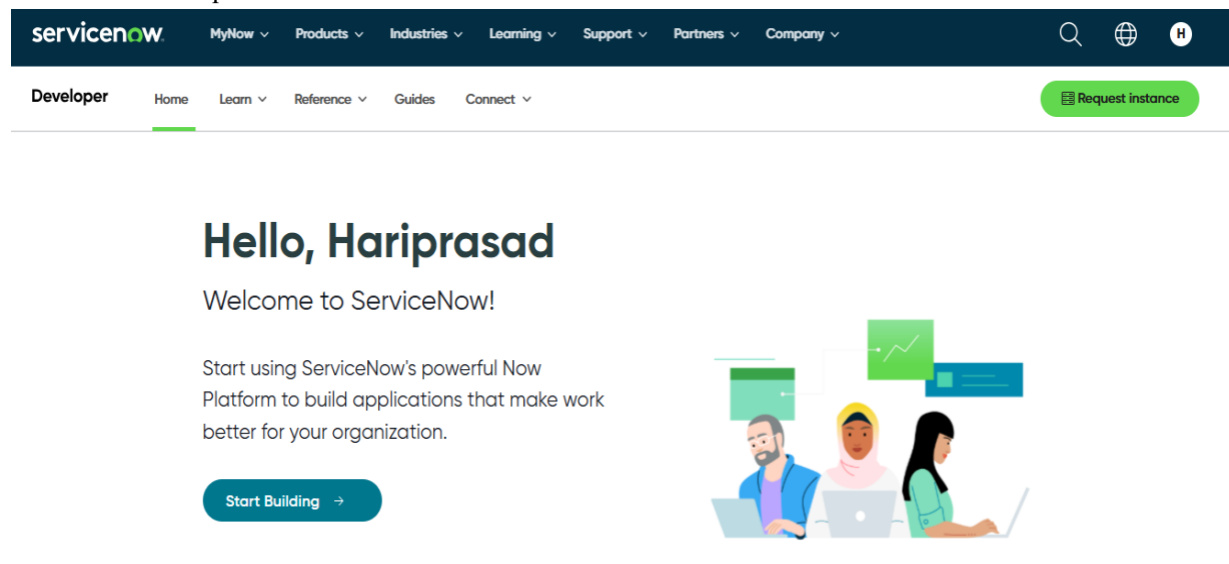 servicenow.
MyNow Products Industries Learning Support Partners Company
H
Developer
Home Learn Reference Guides Connect
Request instance
Hello, Hariprasad
Welcome to ServiceNow!
Start using ServiceNow's powerful Now
Platform to build applications that make work
better for your organization.
Start Building →